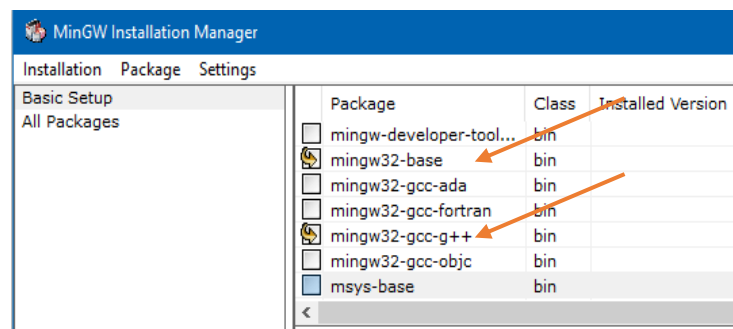 MinGW Installation Manager
Installation Package Settings
Basic Setup
All Packages
Package Class Installed Version
mingw-developer-tool... bin
mingw32-base bin
mingw32-gcc-ada bin
mingw32-gcc-fortran bin
mingw32-gcc-g++ bin
mingw32-gcc-objc bin
msys-base bin